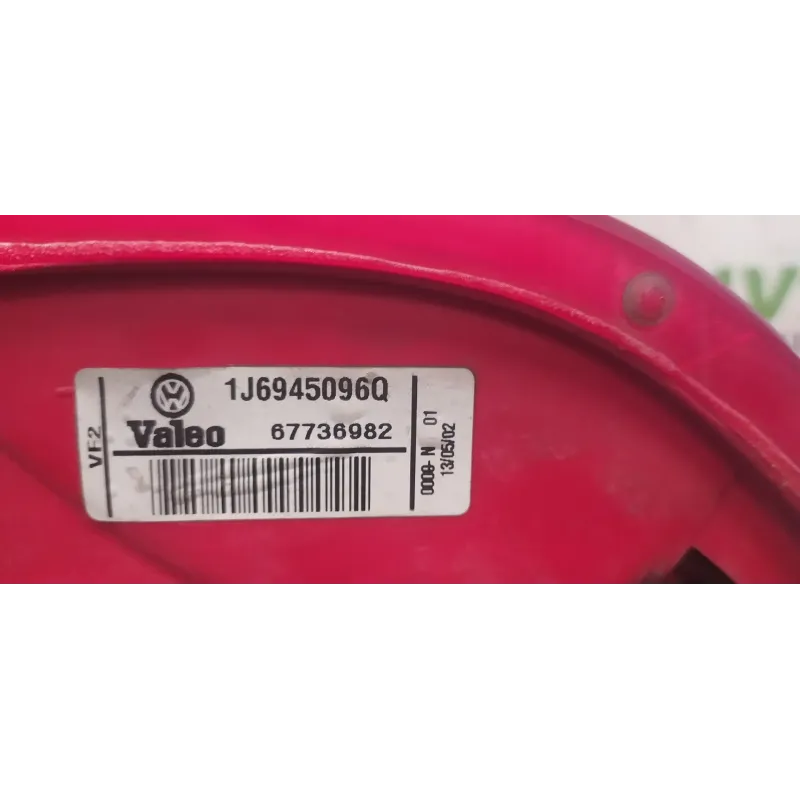 VF2
1J6945096Q
Valeo 67736982
01
0008- N
13/05/02